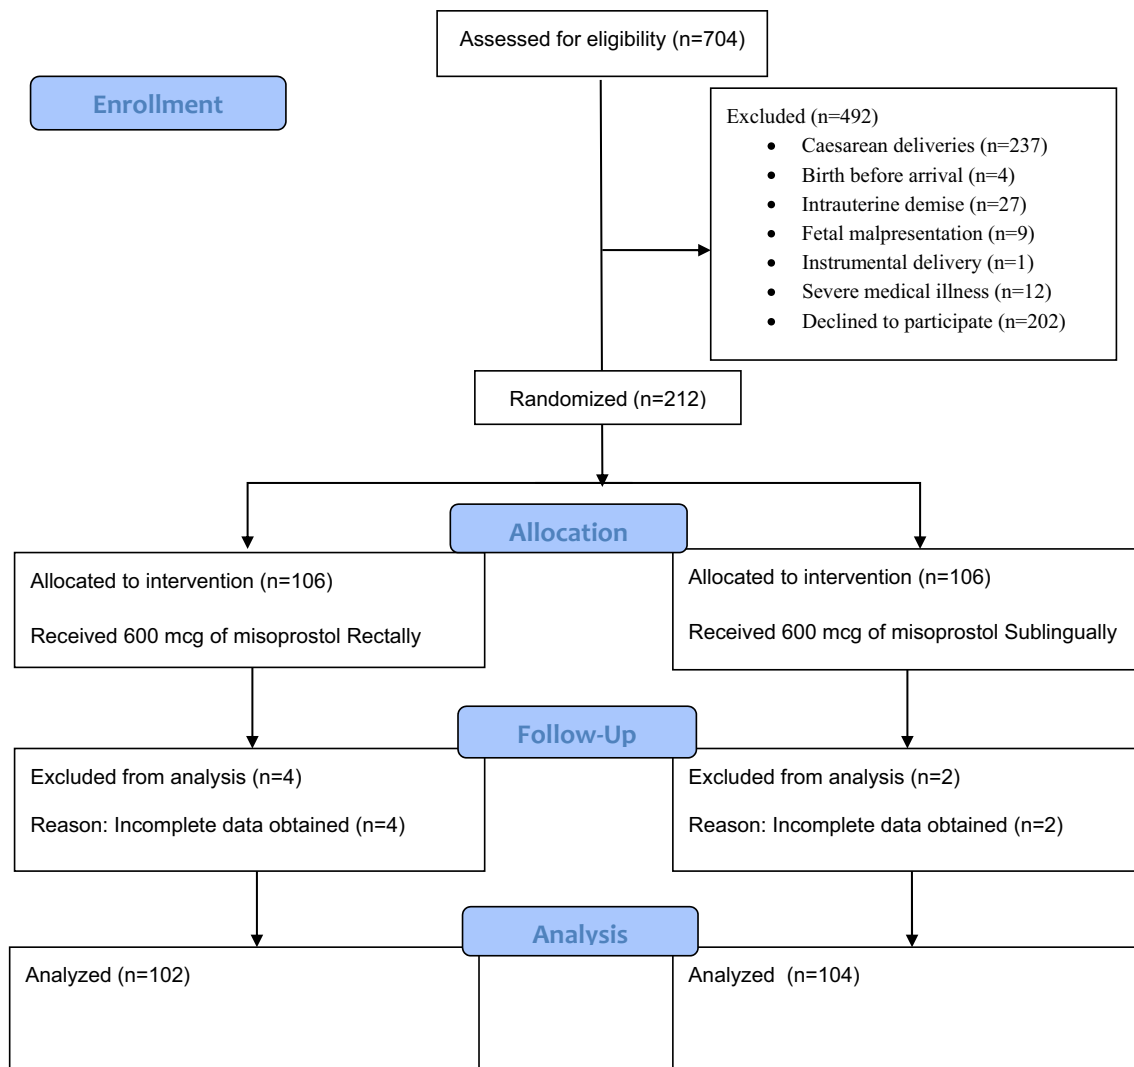 Assessed for eligibility (n=704)
Enrollment
Excluded (n=492)
• Caesarean deliveries (n=237)
• Birth before arrival (n=4)
• Intrauterine demise (n=27)
• Fetal malpresentation (n=9)
• Instrumental delivery (n=1)
• Severe medical illness (n=12)
• Declined to participate (n=202)
Randomized (n=212)
Allocation
Allocated to intervention (n=106)
Received 600 mcg of misoprostol Rectally
Allocated to intervention (n=106)
Received 600 mcg of misoprostol Sublingually
Follow-Up
Excluded from analysis (n=4)
Reason: Incomplete data obtained (n=4)
Excluded from analysis (n=2)
Reason: Incomplete data obtained (n=2)
Analysis
Analyzed (n=102)
Analyzed (n=104)